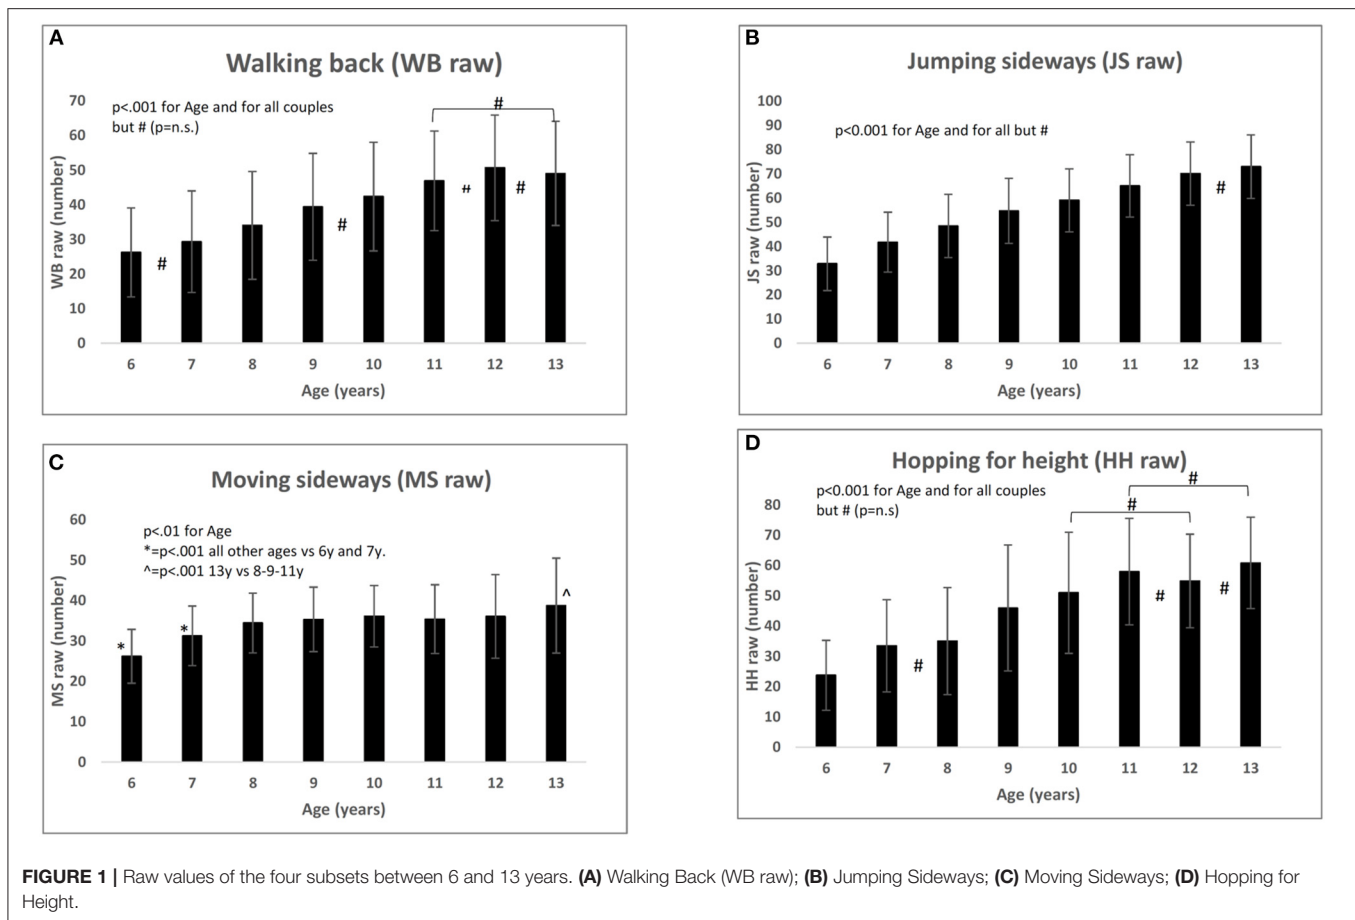 A
Walking back (WB raw)
p<.001 for Age and for all couples
but # (p=n.s.)
#
70
60
50
40
30
20
10
0
WB raw (number)
#
#
#
#
6 7 8 9 10 11 12 13
Age (years)
B
Jumping sideways (JS raw)
p<0.001 for Age and for all but #
100
90
80
70
60
50
40
30
20
10
0
JS raw (number)
#
6 7 8 9 10 11 12 13
Age (years)
C
Moving sideways (MS raw)
p<.01 for Age
*=p<.001 all other ages vs 6y and 7y.
^=p<.001 13y vs 8-9-11y
60
50
40
30
20
10
0
MS raw (number)
*
*
^
6 7 8 9 10 11 12 13
Age (years)
D
Hopping for height (HH raw)
p<0.001 for Age and for all couples
but # (p=n.s)
#
#
80
70
60
50
40
30
20
10
0
HH raw (number)
#
#
#
6 7 8 9 10 11 12 13
Age (years)
FIGURE 1 | Raw values of the four subsets between 6 and 13 years. (A) Walking Back (WB raw); (B) Jumping Sideways; (C) Moving Sideways; (D) Hopping for
Height.